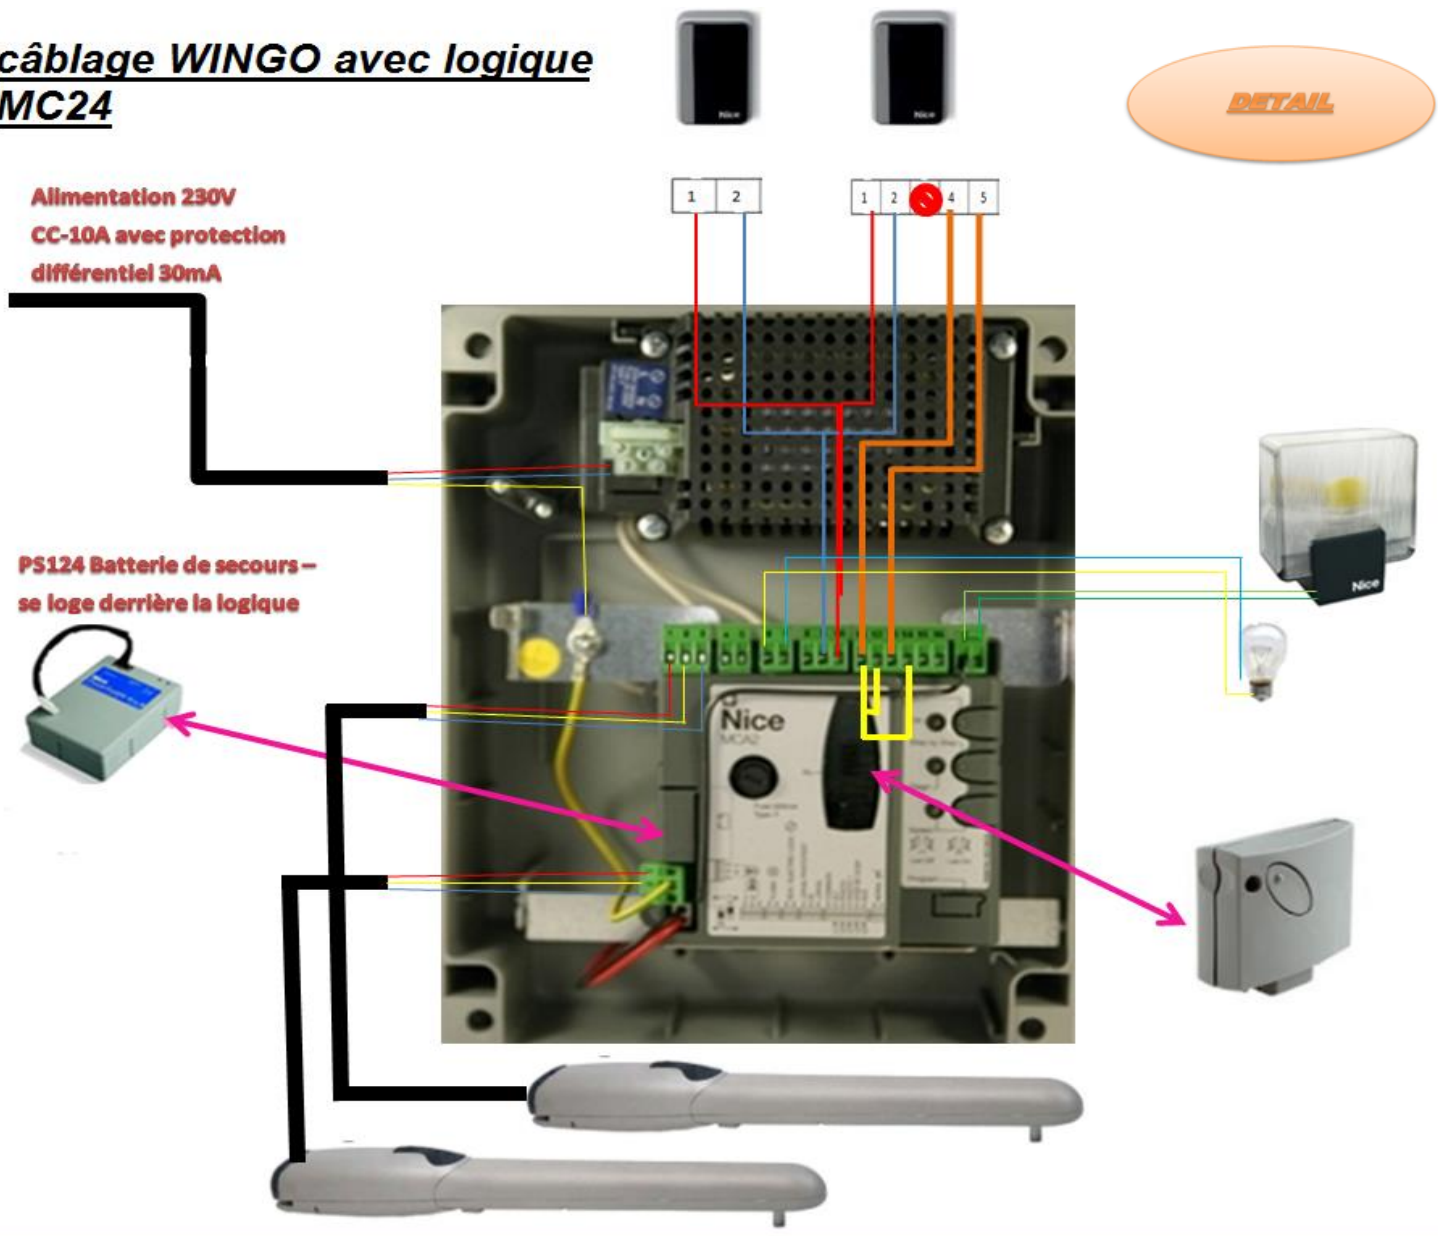 câblage WINGO avec logique
MC24
DETAIL
Nice
Nice
Alimentation 230V
CC-10A avec protection
différentiel 30mA
1 2
1 2 4 5
PS124 Batterie de secours –
se loge derrière la logique
Nice
Nice
MCA2